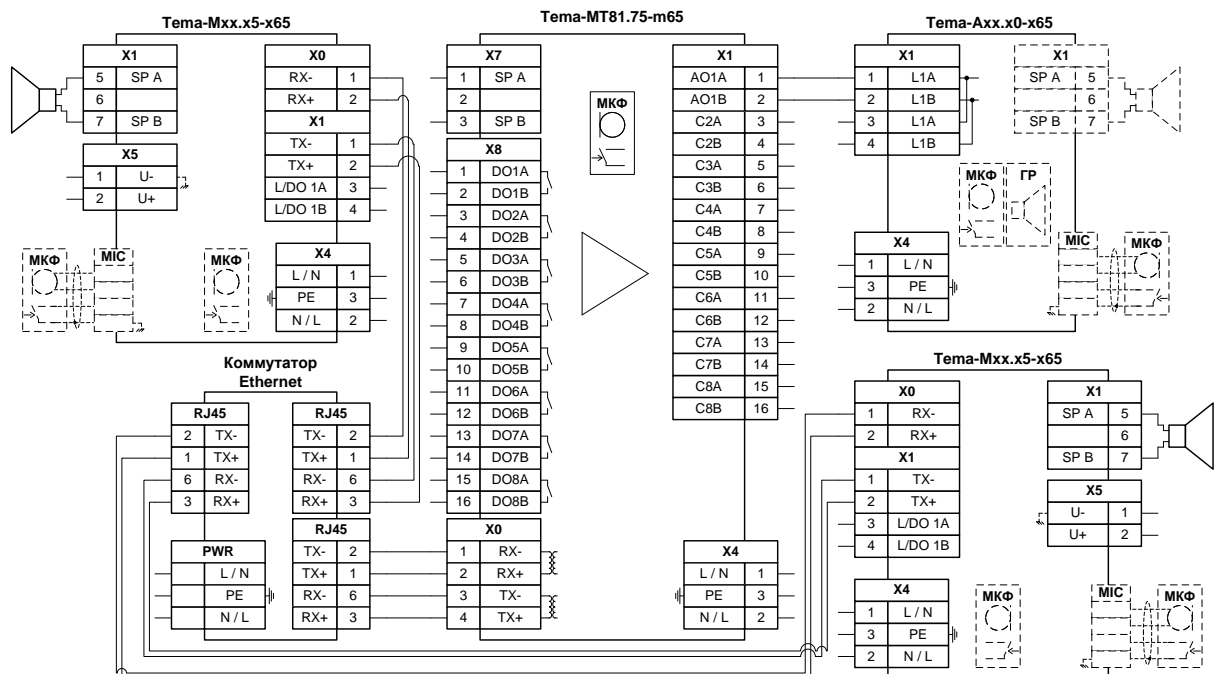 Tema-Mxx.x5-x65
X1
5 SP A
6
7 SP B
X5
1 U-
2 U+
МКФ
MIC
МКФ
X0
RX- 1
RX+ 2
X1
TX- 1
TX+ 2
L/DO 1A 3
L/DO 1B 4
X4
L / N 1
PE 3
N / L 2
Tema-MT81.75-m65
X7
1 SP A
2
3 SP B
X8
1 DO1A
2 DO1B
3 DO2A
4 DO2B
5 DO3A
6 DO3B
7 DO4A
8 DO4B
9 DO5A
10 DO5B
11 DO6A
12 DO6B
13 DO7A
14 DO7B
15 DO8A
16 DO8B
X0
1 RX-
2 RX+
3 TX-
4 TX+
МКФ
X1
AO1A 1
AO1B 2
C2A 3
C2B 4
C3A 5
C3B 6
C4A 7
C4B 8
C5A 9
C5B 10
C6A 11
C6B 12
C7A 13
C7B 14
C8A 15
C8B 16
X4
L / N 1
PE 3
N / L 2
Tema-Axx.x0-x65
X1
1 L1A
2 L1B
3 L1A
4 L1B
X4
1 L / N
3 PE
2 N / L
X1
SP A 5
6
SP B 7
МКФ
ГР
MIC
МКФ
Коммутатор
Ethernet
RJ45
2 TX-
1 TX+
6 RX-
3 RX+
PWR
L / N
PE
N / L
RJ45
TX- 2
TX+ 1
RX- 6
RX+ 3
RJ45
TX- 2
TX+ 1
RX- 6
RX+ 3
Tema-Mxx.x5-x65
X0
1 RX-
2 RX+
X1
1 TX-
2 TX+
3 L/DO 1A
4 L/DO 1B
X4
1 L / N
3 PE
2 N / L
X1
SP A 5
6
SP B 7
X5
U- 1
U+ 2
МКФ
MIC
МКФ